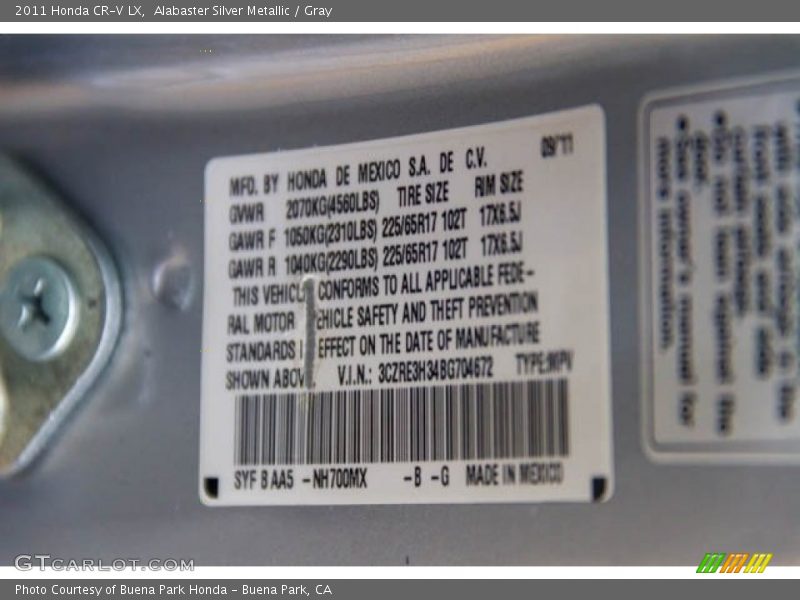 2011 Honda CR-V LX,  Alabaster Silver Metallic / Gray
09/11
MFD. BY HONDA DE MEXICO S.A. DE C.V.
GVWR 2070KG(4560LBS) TIRE SIZE RIM SIZE
GAWR F 1050KG(2310LBS) 225/65R17 102T 17X6.5J
GAWR R 1040KG(2290LBS) 225/65R17 102T 17X6.5J
THIS CONFORMS TO ALL APPLICABLE FEDE-
RAL MOTOR SAFETY AND THEFT PREVENTION
STANDARDS EFFECT ON THE DATE OF MANUFACTURE
SHOWN V.I.N.: 3CZRE3H34BG704672 TYPE:MPV
SYF B AA5 -NH700MX -B -G MADE IN MEXICO
GTCARLOT.COM
Photo Courtesy of Buena Park Honda - Buena Park, CA